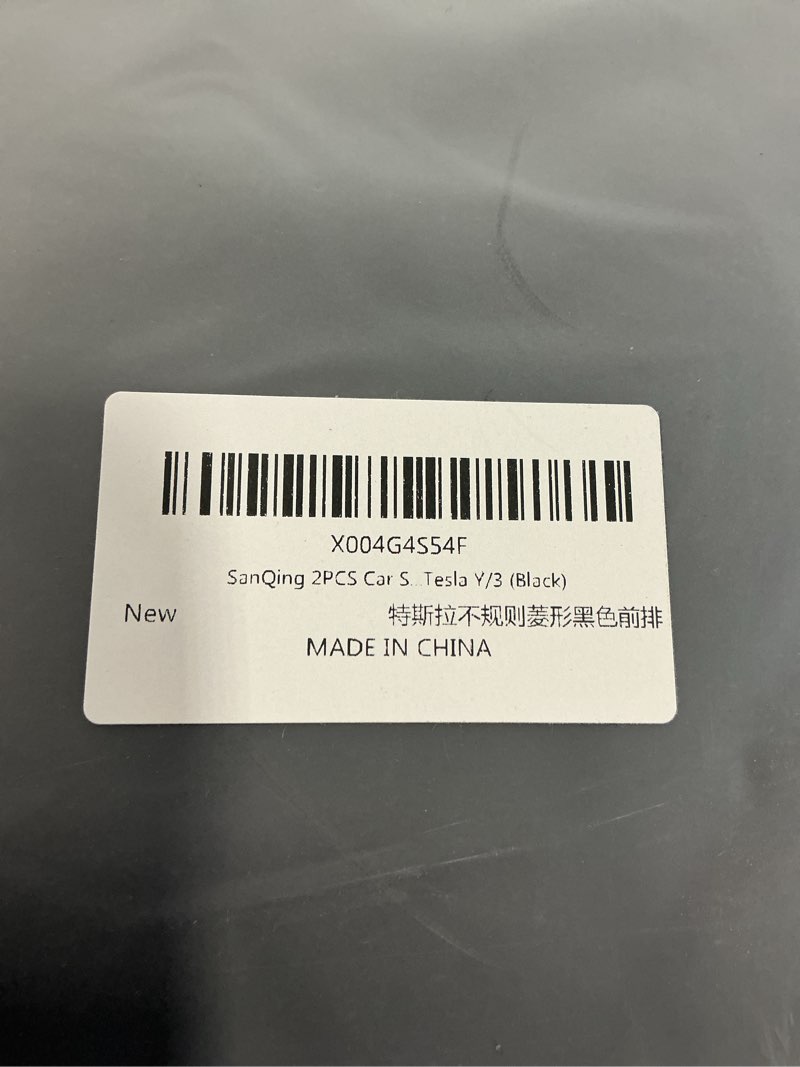 X004G4S54F
SanQing 2PCS Car S...Tesla Y/3 (Black)
New 特斯拉不规则菱形黑色前排
MADE IN CHINA